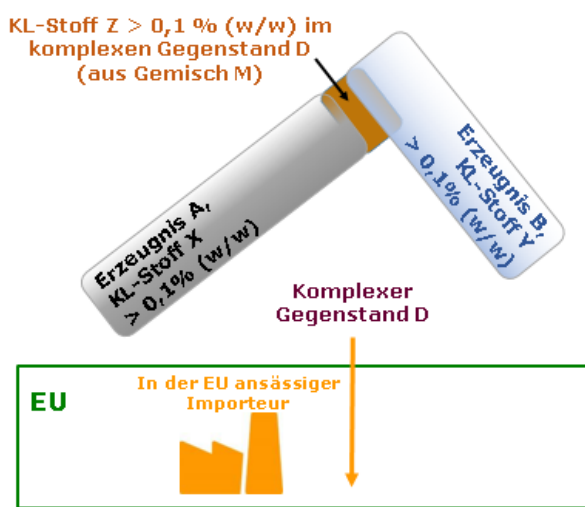 KL-Stoff Z > 0,1 % (w/w) im
komplexen Gegenstand D
(aus Gemisch M)
Erzeugnis A,
KL-Stoff X
> 0,1% (w/w)
Erzeugnis B,
KL-Stoff Y
> 0,1% (w/w)
Komplexer
Gegenstand D
EU
In der EU ansässiger
Importeur